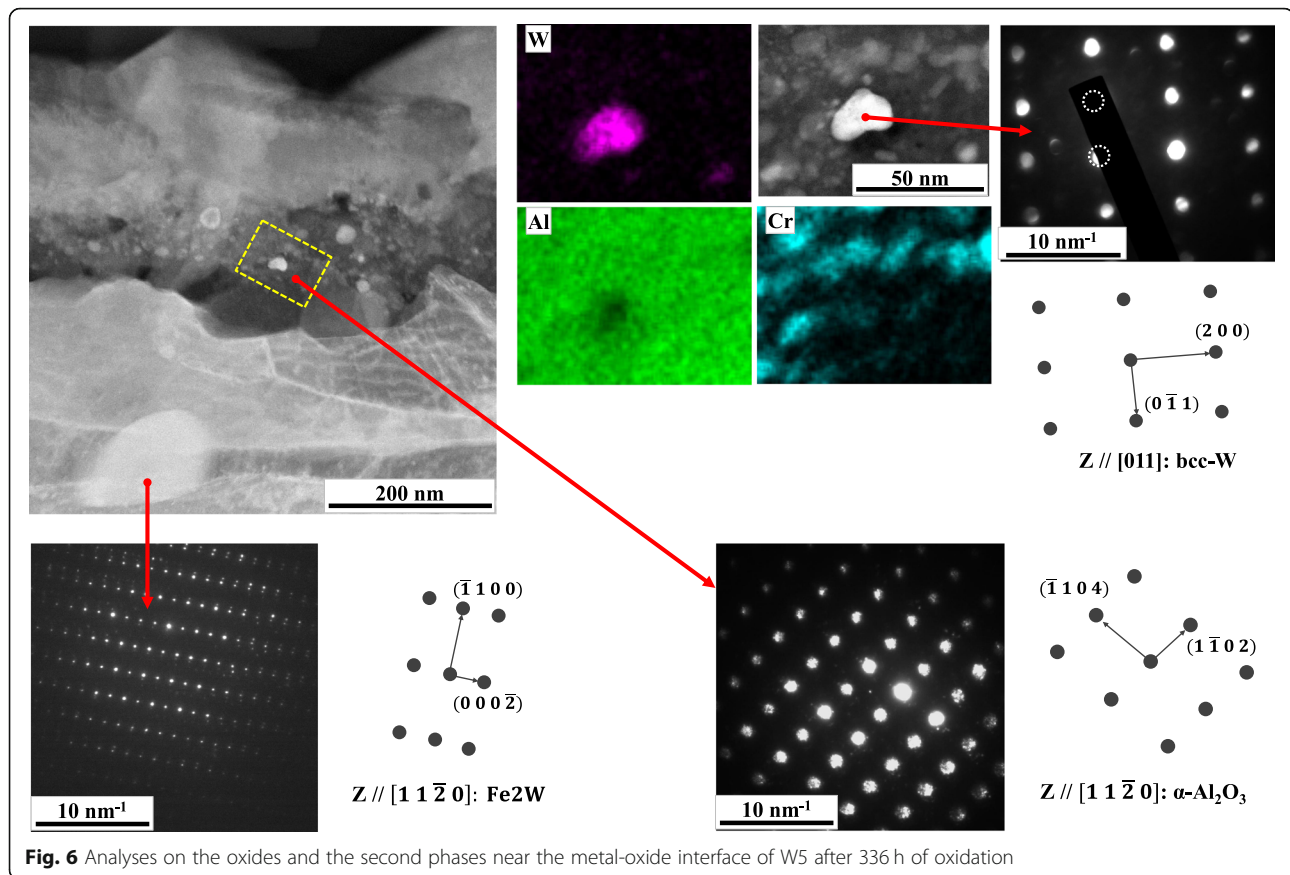 W
50 nm
10 nm⁻¹
Al
Cr
200 nm
(2 0 0)
(0 1̅ 1)
Z // [011]: bcc-W
(1̅ 1 0 0)
(0 0 0 2̅)
10 nm⁻¹
Z // [1 1 2̅ 0]: Fe2W
(1̅ 1 0 4)
(1 1̅ 0 2)
10 nm⁻¹
Z // [1 1 2̅ 0]: α-Al₂O₃
Fig. 6 Analyses on the oxides and the second phases near the metal-oxide interface of W5 after 336 h of oxidation